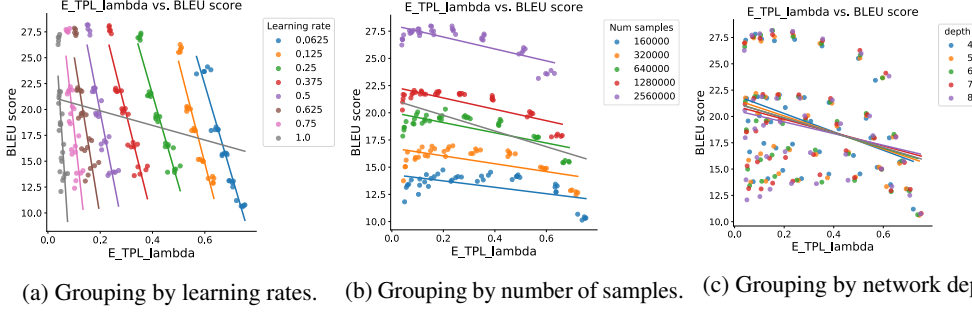 E_TPL_lambda vs. BLEU score
BLEU score
27.5
25.0
22.5
20.0
17.5
15.0
12.5
10.0
0.0 0.2 0.4 0.6
E_TPL_lambda
Learning rate
0.0625
0.125
0.25
0.375
0.5
0.625
0.75
1.0
(a) Grouping by learning rates.
E_TPL_lambda vs. BLEU score
BLEU score
27.5
25.0
22.5
20.0
17.5
15.0
12.5
10.0
0.0 0.2 0.4 0.6
E_TPL_lambda
Num samples
160000
320000
640000
1280000
2560000
(b) Grouping by number of samples.
E_TPL_lambda vs. BLEU score
BLEU score
27.5
25.0
22.5
20.0
17.5
15.0
12.5
10.0
0.0 0.2 0.4 0.6
E_TPL_lambda
depth
4
5
6
7
8
(c) Grouping by network dep